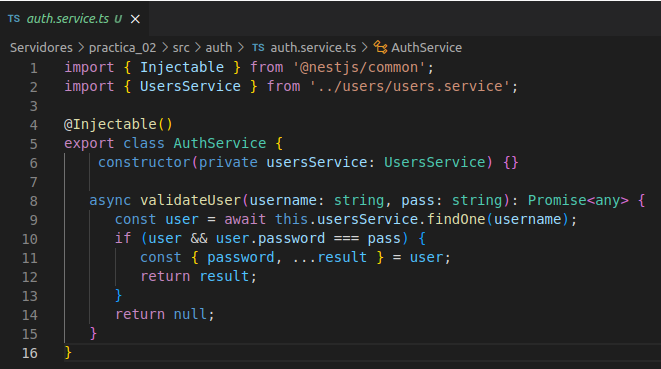 TS auth.service.ts U ×
Servidores > practica_02 > src > auth > TS auth.service.ts > AuthService
1 import { Injectable } from '@nestjs/common';
2 import { UsersService } from '../users/users.service';
3
4 @Injectable()
5 export class AuthService {
6 constructor(private usersService: UsersService) {}
7
8 async validateUser(username: string, pass: string): Promise<any> {
9 const user = await this.usersService.findOne(username);
10 if (user && user.password === pass) {
11 const { password, ...result } = user;
12 return result;
13 }
14 return null;
15 }
16 }